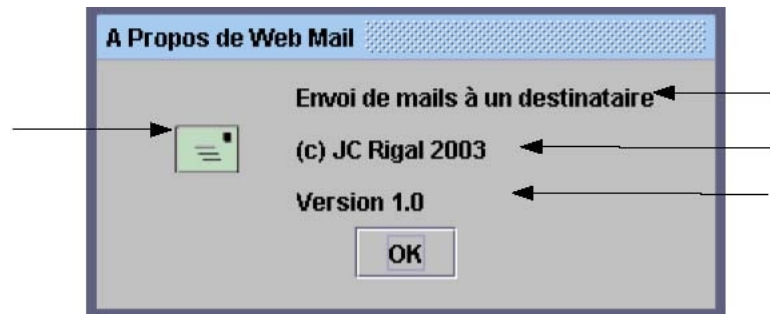 A Propos de Web Mail
Envoi de mails à un destinataire
(c) JC Rigal 2003
Version 1.0
OK